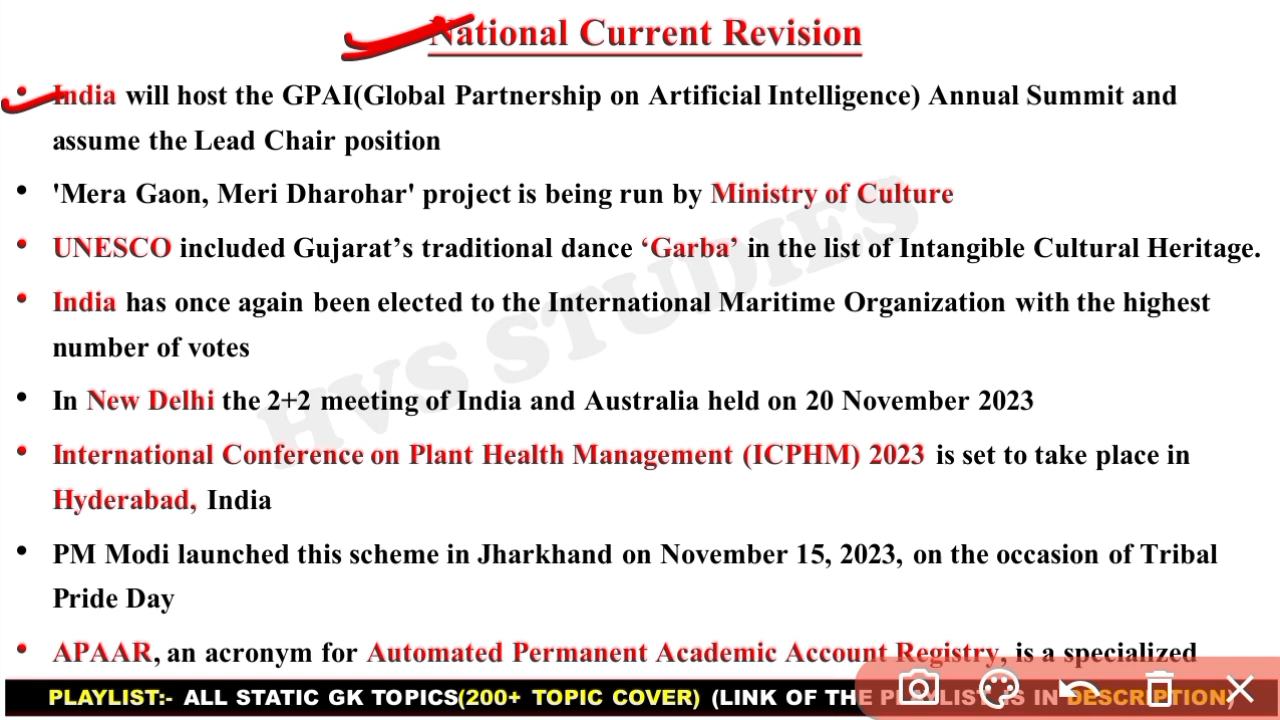 National Current Revision
• India will host the GPAI(Global Partnership on Artificial Intelligence) Annual Summit and
assume the Lead Chair position
• 'Mera Gaon, Meri Dharohar' project is being run by Ministry of Culture
• UNESCO included Gujarat’s traditional dance ‘Garba’ in the list of Intangible Cultural Heritage.
• India has once again been elected to the International Maritime Organization with the highest
number of votes
• In New Delhi the 2+2 meeting of India and Australia held on 20 November 2023
• International Conference on Plant Health Management (ICPHM) 2023 is set to take place in
Hyderabad, India
• PM Modi launched this scheme in Jharkhand on November 15, 2023, on the occasion of Tribal
Pride Day
• APAAR, an acronym for Automated Permanent Academic Account Registry, is a specialized
HVS STUDIES
PLAYLIST:- ALL STATIC GK TOPICS(200+ TOPIC COVER) (LINK OF THE PLAYLIST IS IN DESCRIPTION)